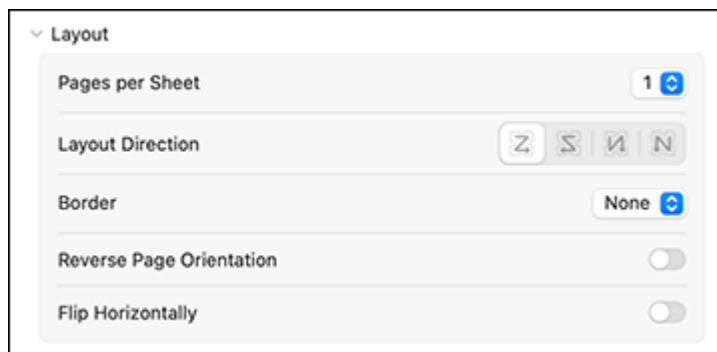 Layout
Pages per Sheet 1
Layout Direction
Border None
Reverse Page Orientation
Flip Horizontally